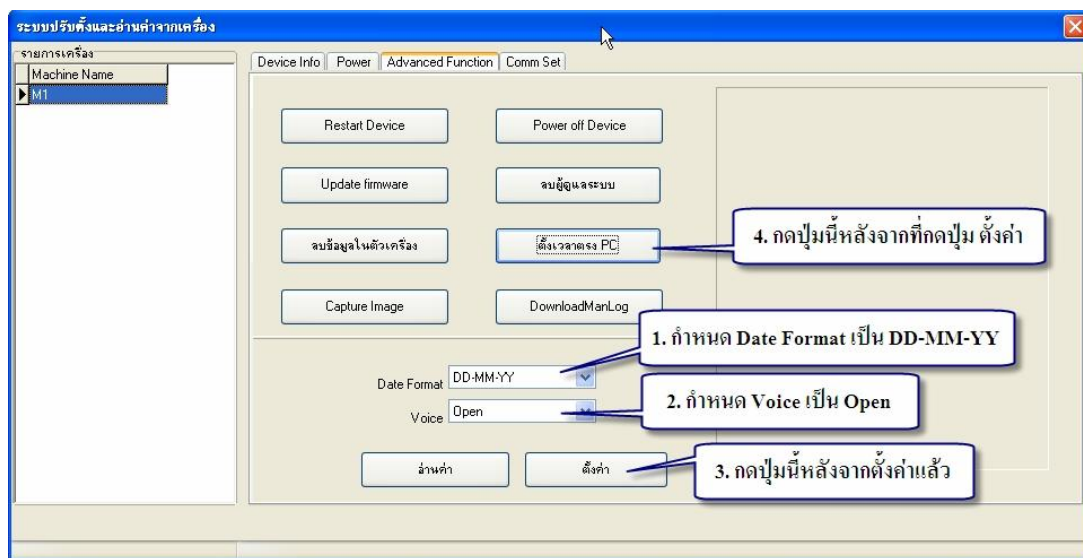 ระบบปรับตั้งและอ่านค่าจากเครื่อง
รายการเครื่อง
Machine Name
M1
Device Info Power Advanced Function Comm Set
Restart Device Power off Device
Update firmware ลบผู้ดูแลระบบ
ลบข้อมูลในตัวเครื่อง ตั้งเวลาตรง PC
4. กดปุ่มนี้หลังจากที่กดปุ่ม ตั้งค่า
Capture Image DownloadManLog
1. กำหนด Date Format เป็น DD-MM-YY
Date Format DD-MM-YY
2. กำหนด Voice เป็น Open
Voice Open
อ่านค่า ตั้งค่า
3. กดปุ่มนี้หลังจากตั้งค่าแล้ว